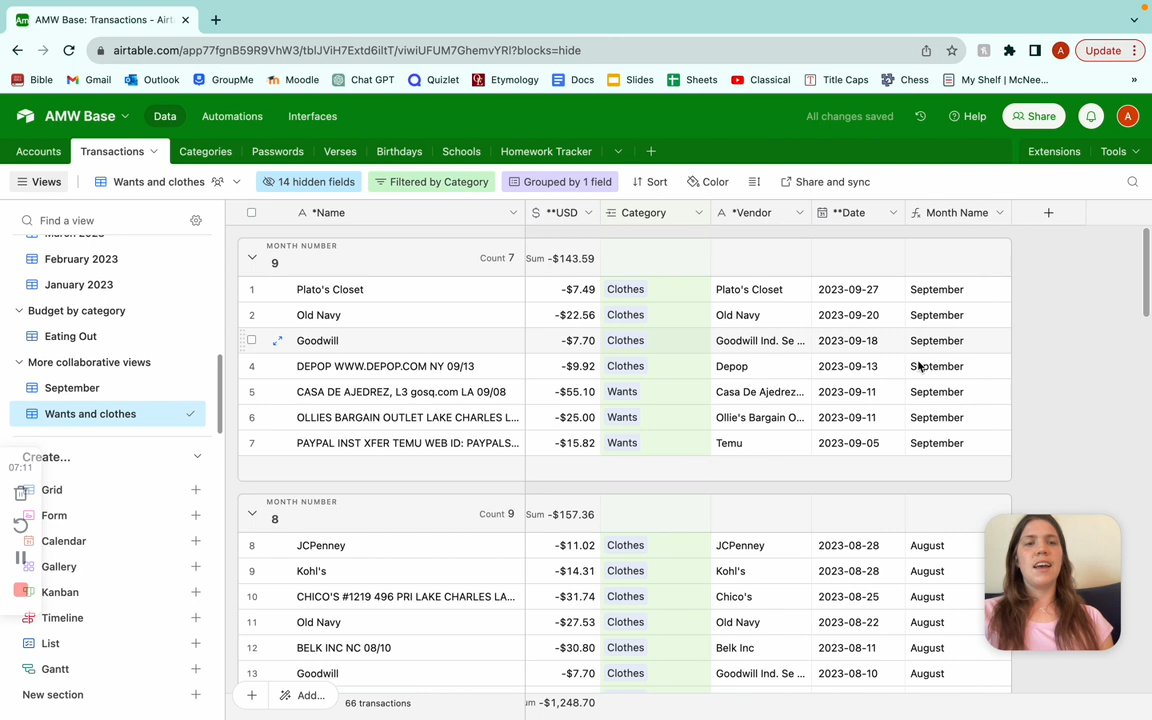 AMW Base: Transactions - Airt
airtable.com/app77fgnB59R9VhW3/tblJViH7Extd6iltT/viwiUFUM7GhemvYRl?blocks=hide
A
Update
Bible
Gmail
Outlook
GroupMe
Moodle
Chat GPT
Quizlet
Etymology
Docs
Slides
Sheets
Classical
Title Caps
Chess
My Shelf | McNee...
»
AMW Base
Data
Automations
Interfaces
All changes saved
Help
Share
A
Accounts
Transactions
Categories
Passwords
Verses
Birthdays
Schools
Homework Tracker
Extensions
Tools
Views
Wants and clothes
14 hidden fields
Filtered by Category
Grouped by 1 field
Sort
Color
Share and sync
Find a view
*Name
**USD
Category
*Vendor
**Date
Month Name
February 2023
January 2023
Budget by category
Eating Out
More collaborative views
September
Wants and clothes
07:11
Create...
Grid
Form
Calendar
Gallery
Kanban
Timeline
List
Gantt
New section
MONTH NUMBER
9
Count 7
Sum -$143.59
1 Plato's Closet -$7.49 Clothes Plato's Closet 2023-09-27 September
2 Old Navy -$22.56 Clothes Old Navy 2023-09-20 September
Goodwill -$7.70 Clothes Goodwill Ind. Se ... 2023-09-18 September
4 DEPOP WWW.DEPOP.COM NY 09/13 -$9.92 Clothes Depop 2023-09-13 September
5 CASA DE AJEDREZ, L3 gosq.com LA 09/08 -$55.10 Wants Casa De Ajedrez... 2023-09-11 September
6 OLLIES BARGAIN OUTLET LAKE CHARLES L... -$25.00 Wants Ollie's Bargain O... 2023-09-11 September
7 PAYPAL INST XFER TEMU WEB ID: PAYPALS... -$15.82 Wants Temu 2023-09-05 September
MONTH NUMBER
8
Count 9
Sum -$157.36
8 JCPenney -$11.02 Clothes JCPenney 2023-08-28 August
9 Kohl's -$14.31 Clothes Kohl's 2023-08-28 August
10 CHICO'S #1219 496 PRI LAKE CHARLES LA... -$31.74 Clothes Chico's 2023-08-25 August
11 Old Navy -$27.53 Clothes Old Navy 2023-08-22 August
12 BELK INC NC 08/10 -$30.80 Clothes Belk Inc 2023-08-11 August
13 Goodwill -$7.70 Clothes Goodwill Ind. Se ... 2023-08-10 August
Add...
66 transactions
um -$1,248.70